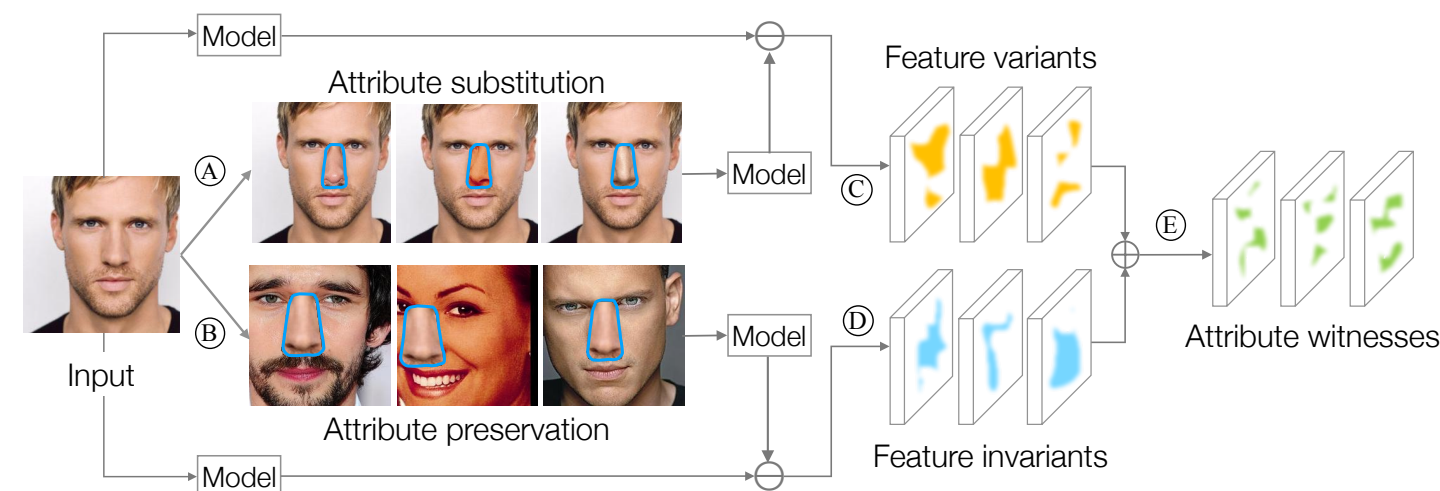 Model
Attribute substitution
Feature variants
A
Model
C
E
B
D
Model
Input
Attribute witnesses
Attribute preservation
Feature invariants
Model